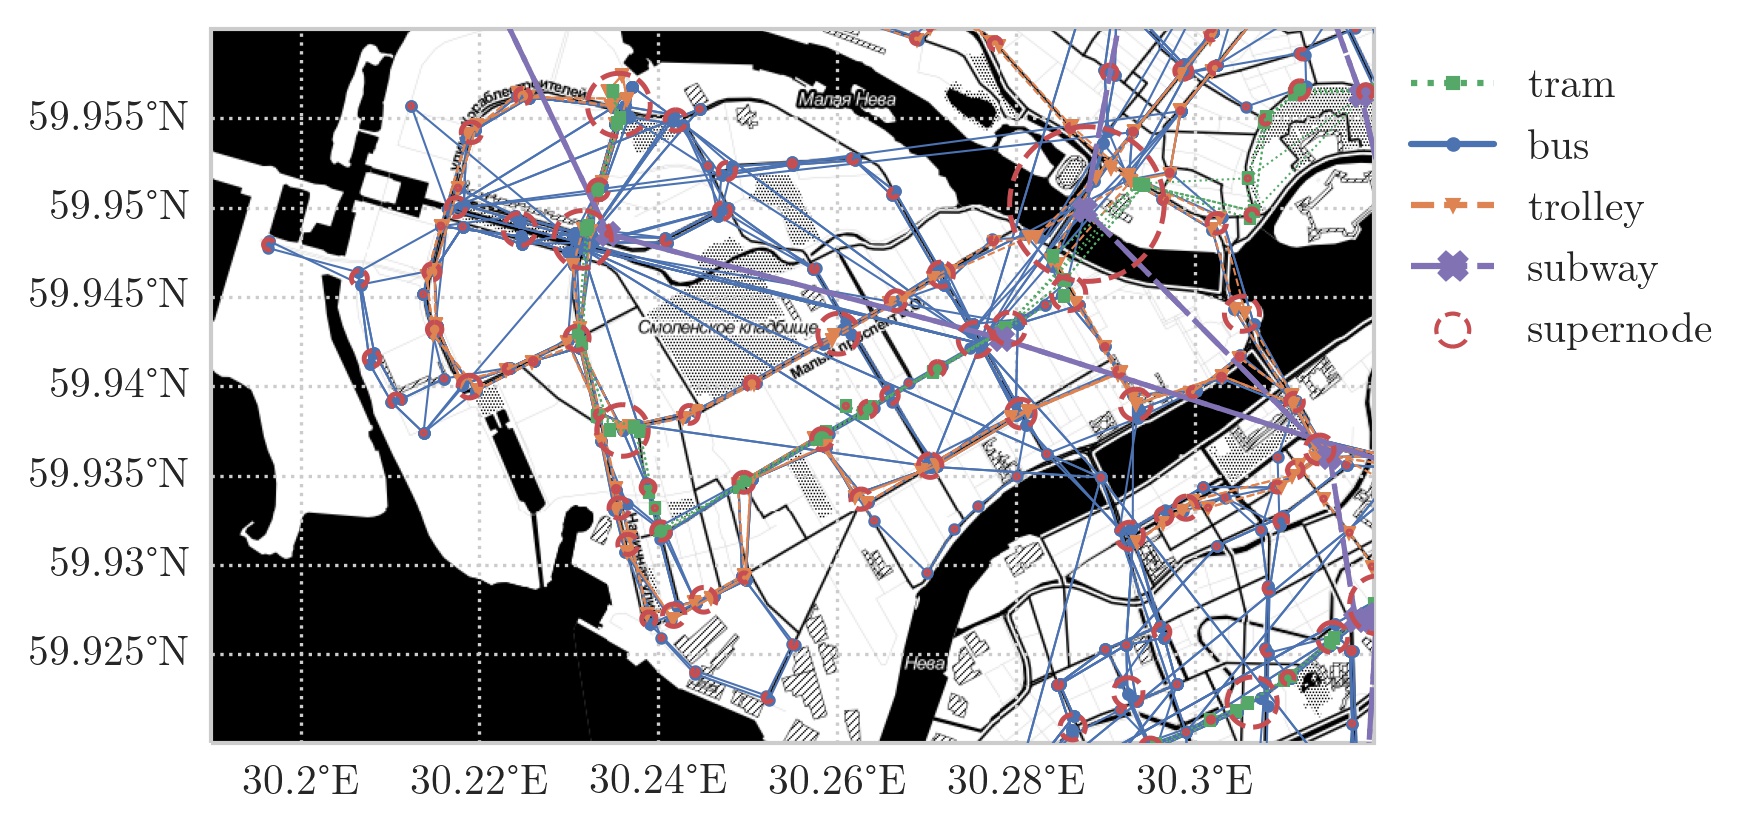 59.955°N
59.95°N
59.945°N
59.94°N
59.935°N
59.93°N
59.925°N
30.2°E
30.22°E
30.24°E
30.26°E
30.28°E
30.3°E
Малая Нева
Смоленское кладбище
Малый проспект В.О.
Нева
tram
bus
trolley
subway
supernode